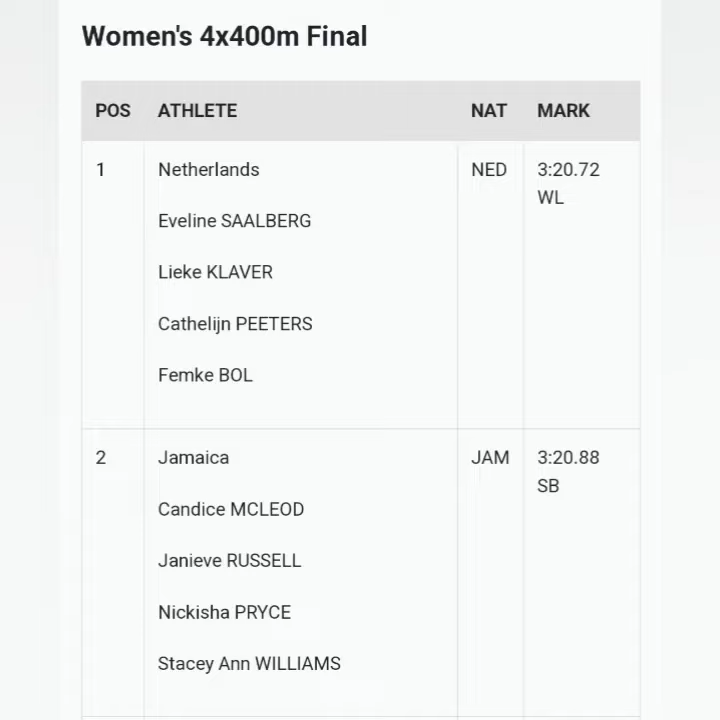 Women's 4x400m Final
POS ATHLETE NAT MARK
1 Netherlands NED 3:20.72
WL
Eveline SAALBERG
Lieke KLAVER
Cathelijn PEETERS
Femke BOL
2 Jamaica JAM 3:20.88
SB
Candice MCLEOD
Janieve RUSSELL
Nickisha PRYCE
Stacey Ann WILLIAMS